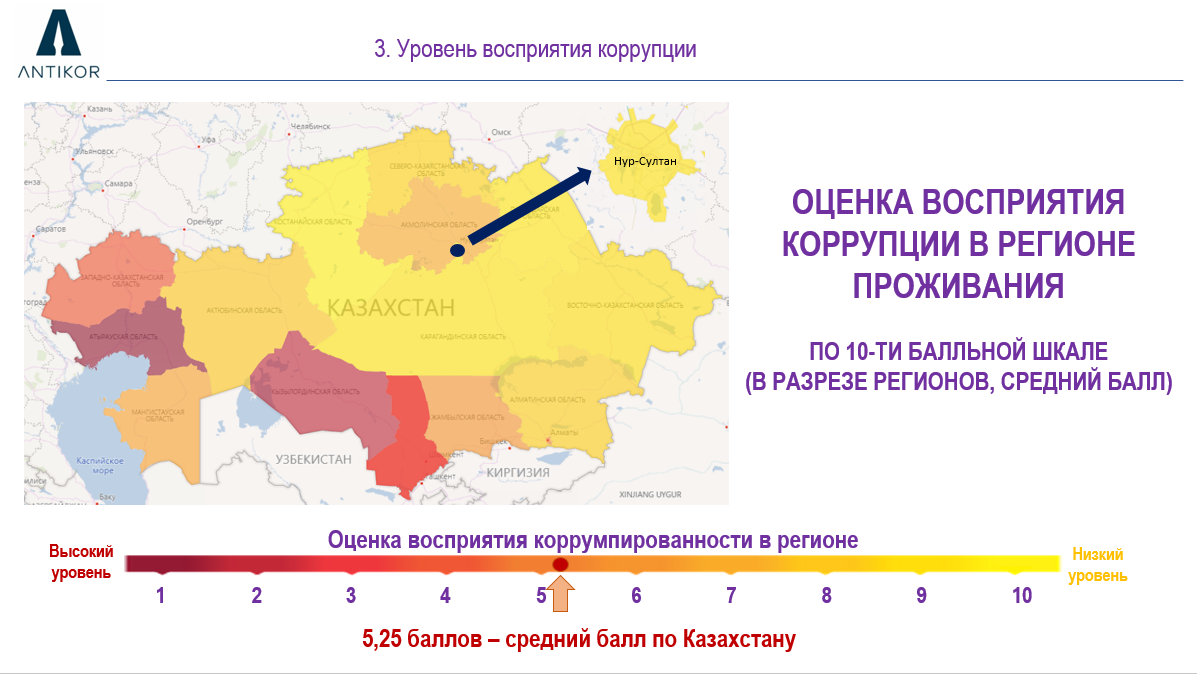 ANTIKOR
3. Уровень восприятия коррупции
Казань
Челябинск
Омск
Уфа
Ульяновск
Самара
Оренбург
Саратов
Нур-Султан
СЕВЕРО-КАЗАХСТАНСКАЯ
ОБЛАСТЬ
КОСТАНАЙСКАЯ ОБЛАСТЬ
АКМОЛИНСКАЯ ОБЛАСТЬ
ЗАПАДНО-КАЗАХСТАНСКАЯ
ОБЛАСТЬ
КАЗАХСТАН
АКТЮБИНСКАЯ ОБЛАСТЬ
ВОСТОЧНО-КАЗАХСТАНСКАЯ ОБЛАСТЬ
АТЫРАУСКАЯ ОБЛАСТЬ
КАРАГАНДИНСКАЯ ОБЛАСТЬ
КЫЗЫЛОРДИНСКАЯ ОБЛАСТЬ
АЛМАТИНСКАЯ ОБЛАСТЬ
МАНГИСТАУСКАЯ
ОБЛАСТЬ
ЖАМБЫЛСКАЯ ОБЛАСТЬ
Алматы
Бишкек
УЗБЕКИСТАН
КИРГИЗИЯ
Каспийское
море
Баку
XINJIANG UYGUR
ОЦЕНКА ВОСПРИЯТИЯ
КОРРУПЦИИ В РЕГИОНЕ
ПРОЖИВАНИЯ
ПО 10-ТИ БАЛЛЬНОЙ ШКАЛЕ
(В РАЗРЕЗЕ РЕГИОНОВ, СРЕДНИЙ БАЛЛ)
Оценка восприятия коррумпированности в регионе
Высокий
уровень
Низкий
уровень
1 2 3 4 5 6 7 8 9 10
5,25 баллов – средний балл по Казахстану